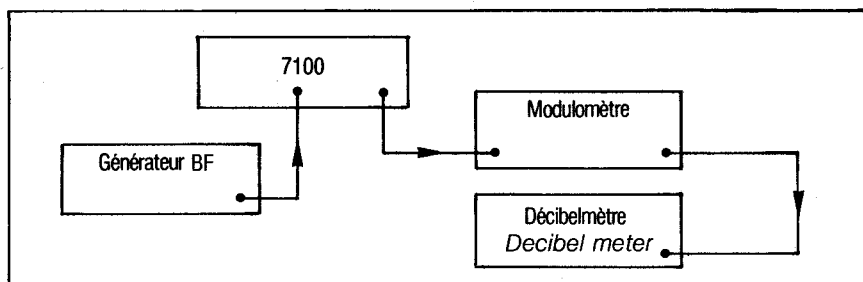 7100
Modulomètre
Générateur BF
Décibelmètre
Decibel meter